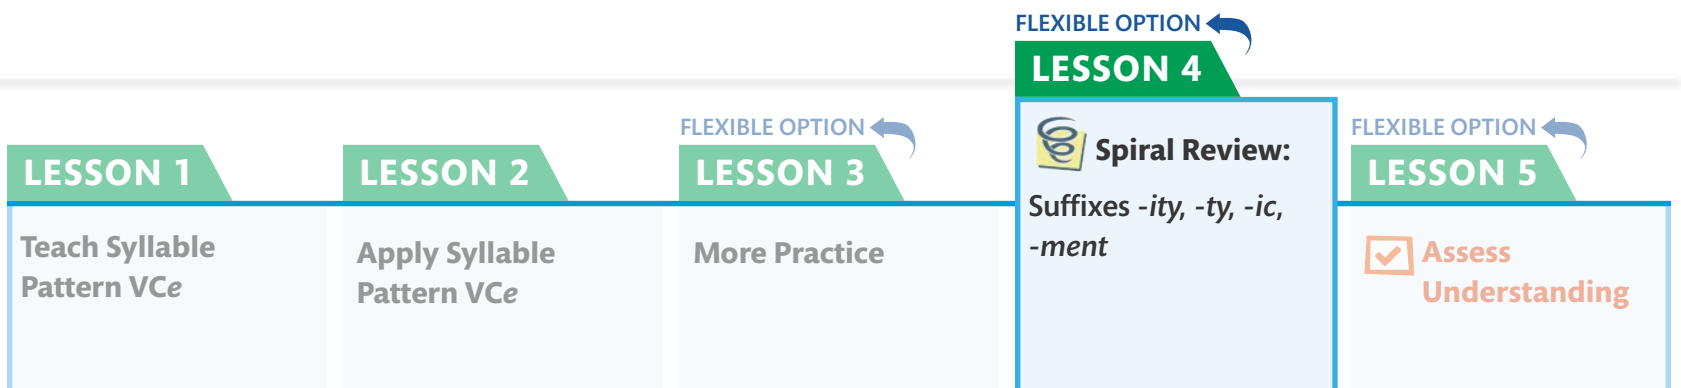 LESSON 1
Teach Syllable
Pattern VCe
LESSON 2
Apply Syllable
Pattern VCe
FLEXIBLE OPTION
LESSON 3
More Practice
FLEXIBLE OPTION
LESSON 4
Spiral Review:
Suffixes -ity, -ty, -ic,
-ment
FLEXIBLE OPTION
LESSON 5
Assess
Understanding